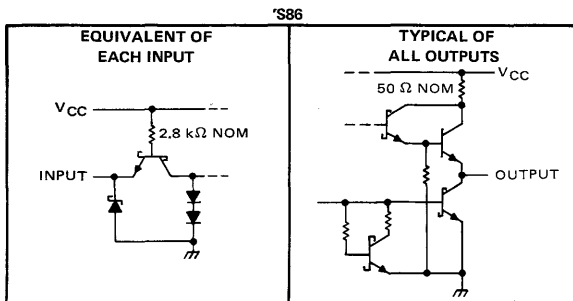 'S86
EQUIVALENT OF
EACH INPUT
VCC
2.8 kΩ NOM
INPUT
TYPICAL OF
ALL OUTPUTS
VCC
50 Ω NOM
OUTPUT